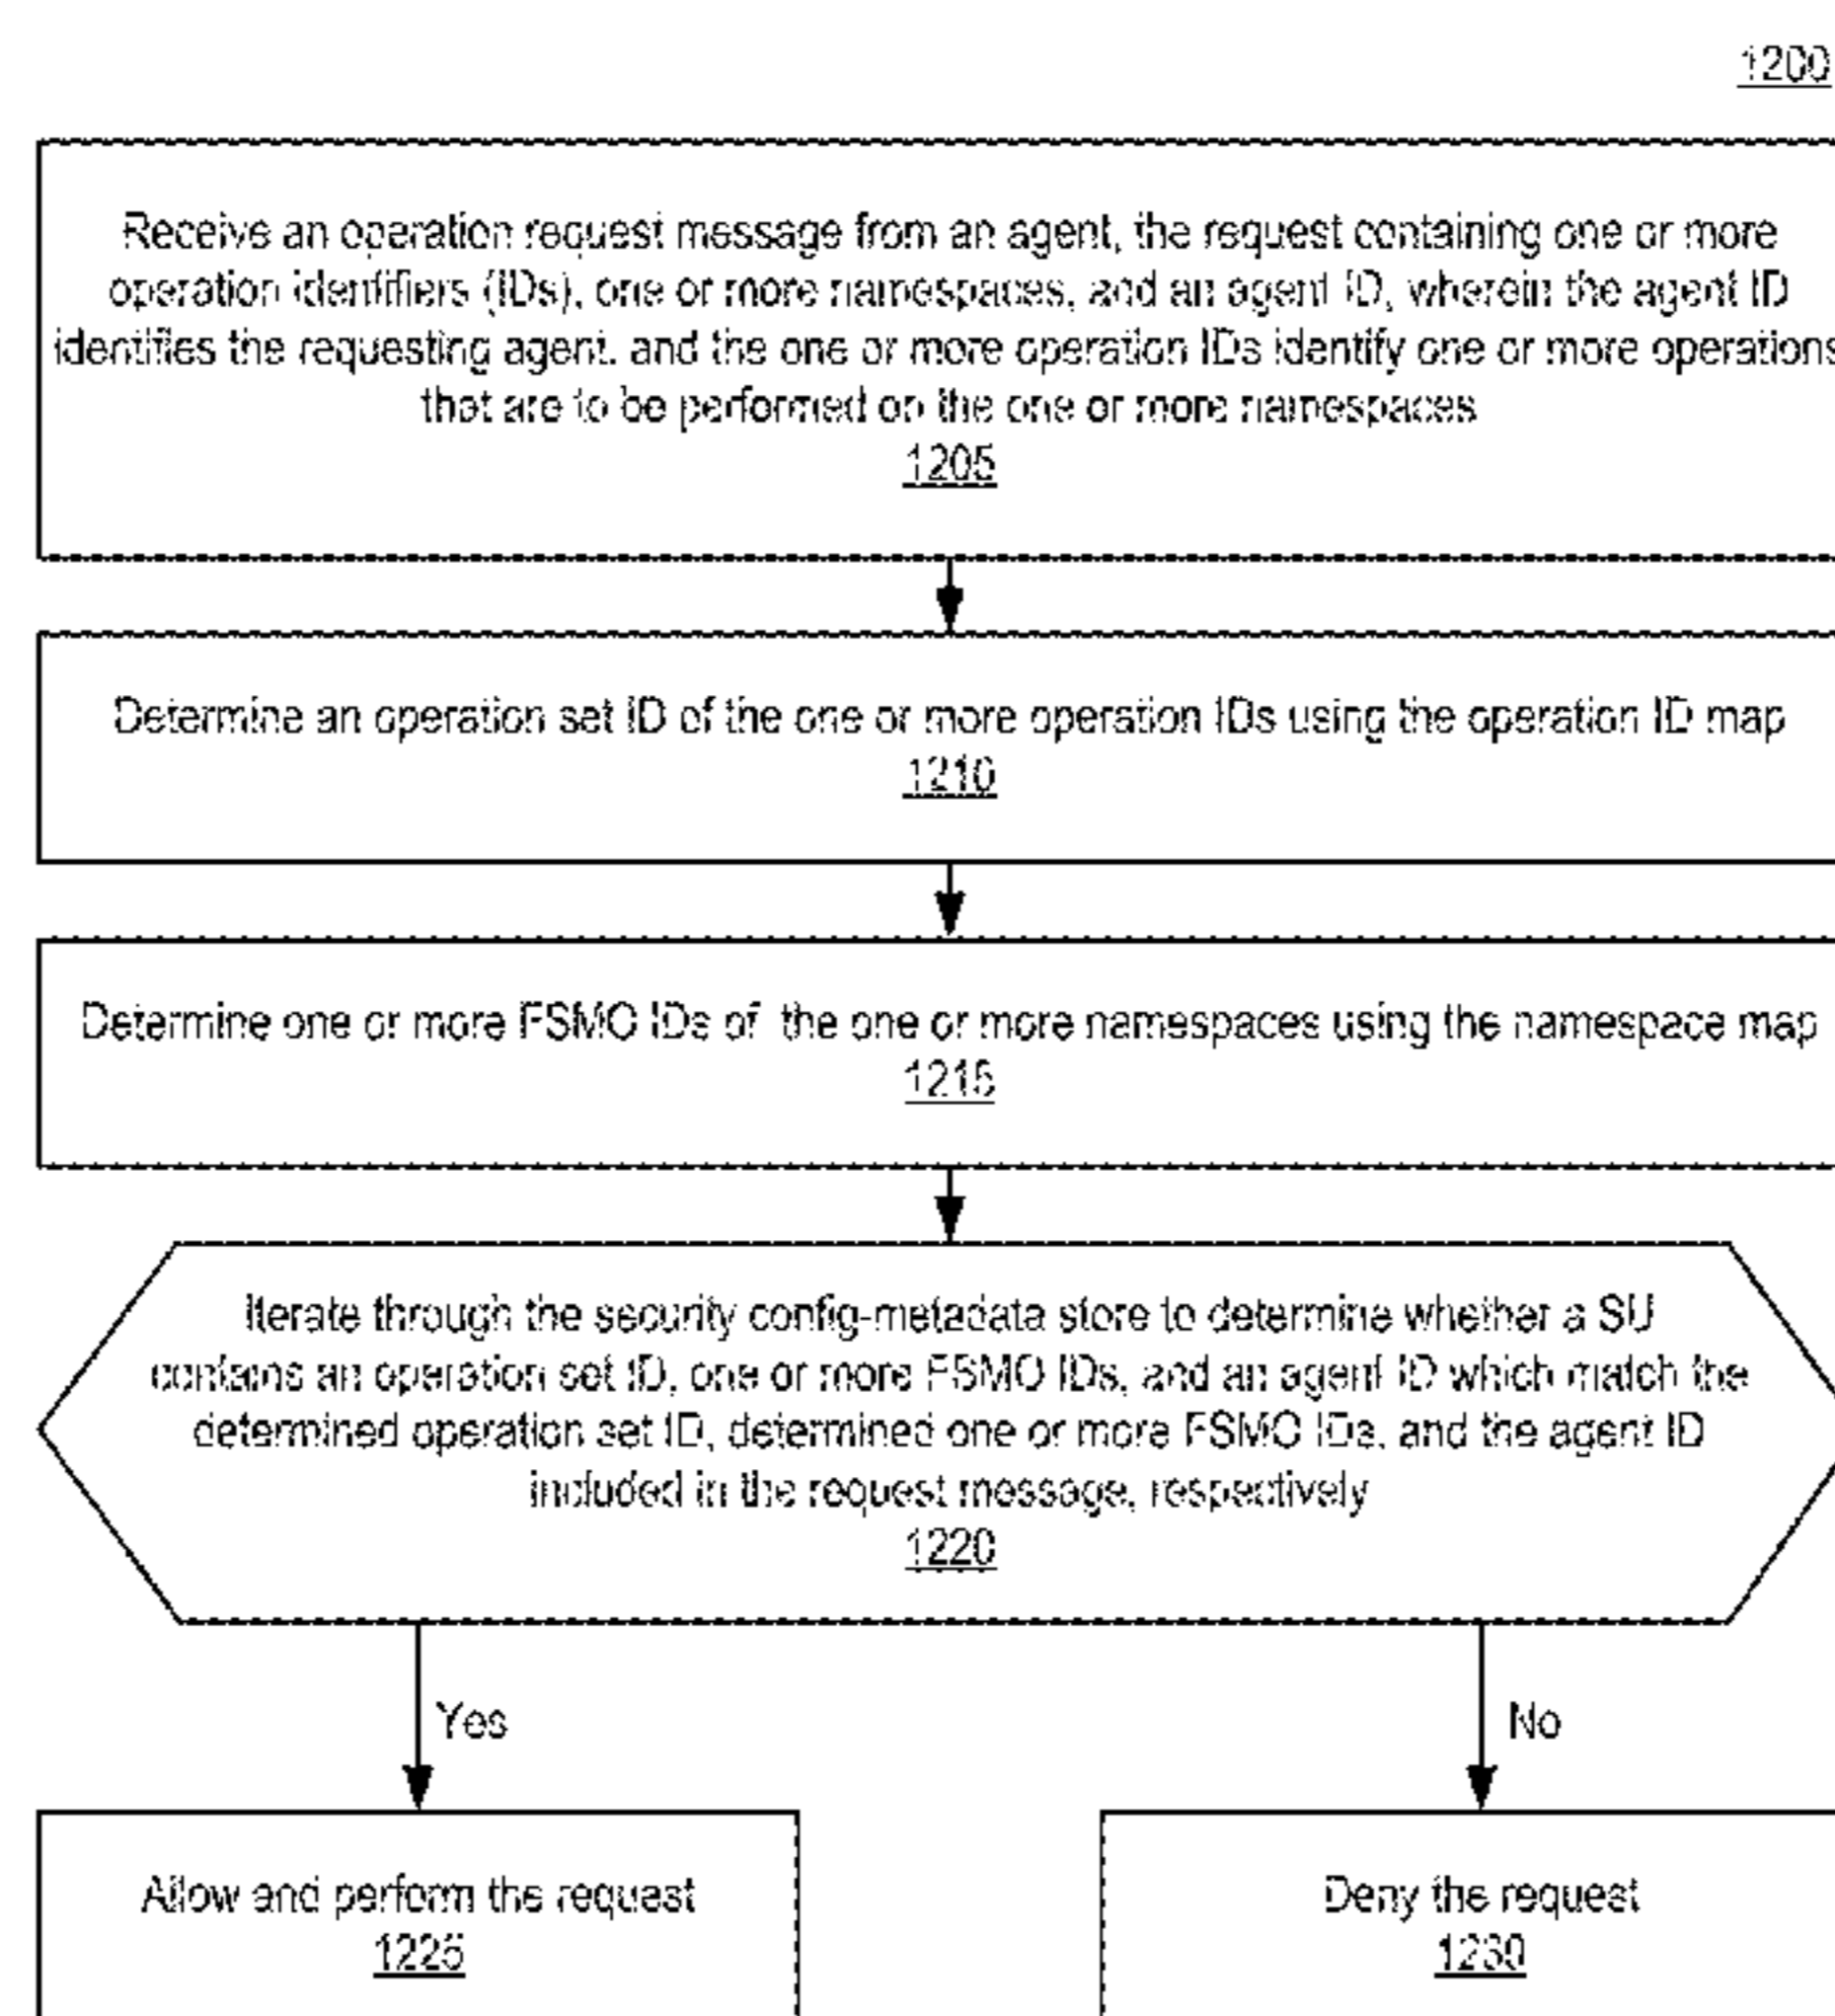 1200
Receive an operation request message from an agent, the request containing one or more
operation identifiers (IDs), one or more namespaces, and an agent ID, wherein the agent ID
identifies the requesting agent, and the one or more operation IDs identify one or more operations
that are to be performed on the one or more namespaces
1205
Determine an operation set ID of the one or more operation IDs using the operation ID map
1210
Determine one or more FSMO IDs of the one or more namespaces using the namespace map
1215
Iterate through the security config-metadata store to determine whether a SU
contains an operation set ID, one or more FSMO IDs, and an agent ID which match the
determined operation set ID, determined one or more FSMO IDs, and the agent ID
included in the request message, respectively
1220
Yes
No
Allow and perform the request
1225
Deny the request
1230